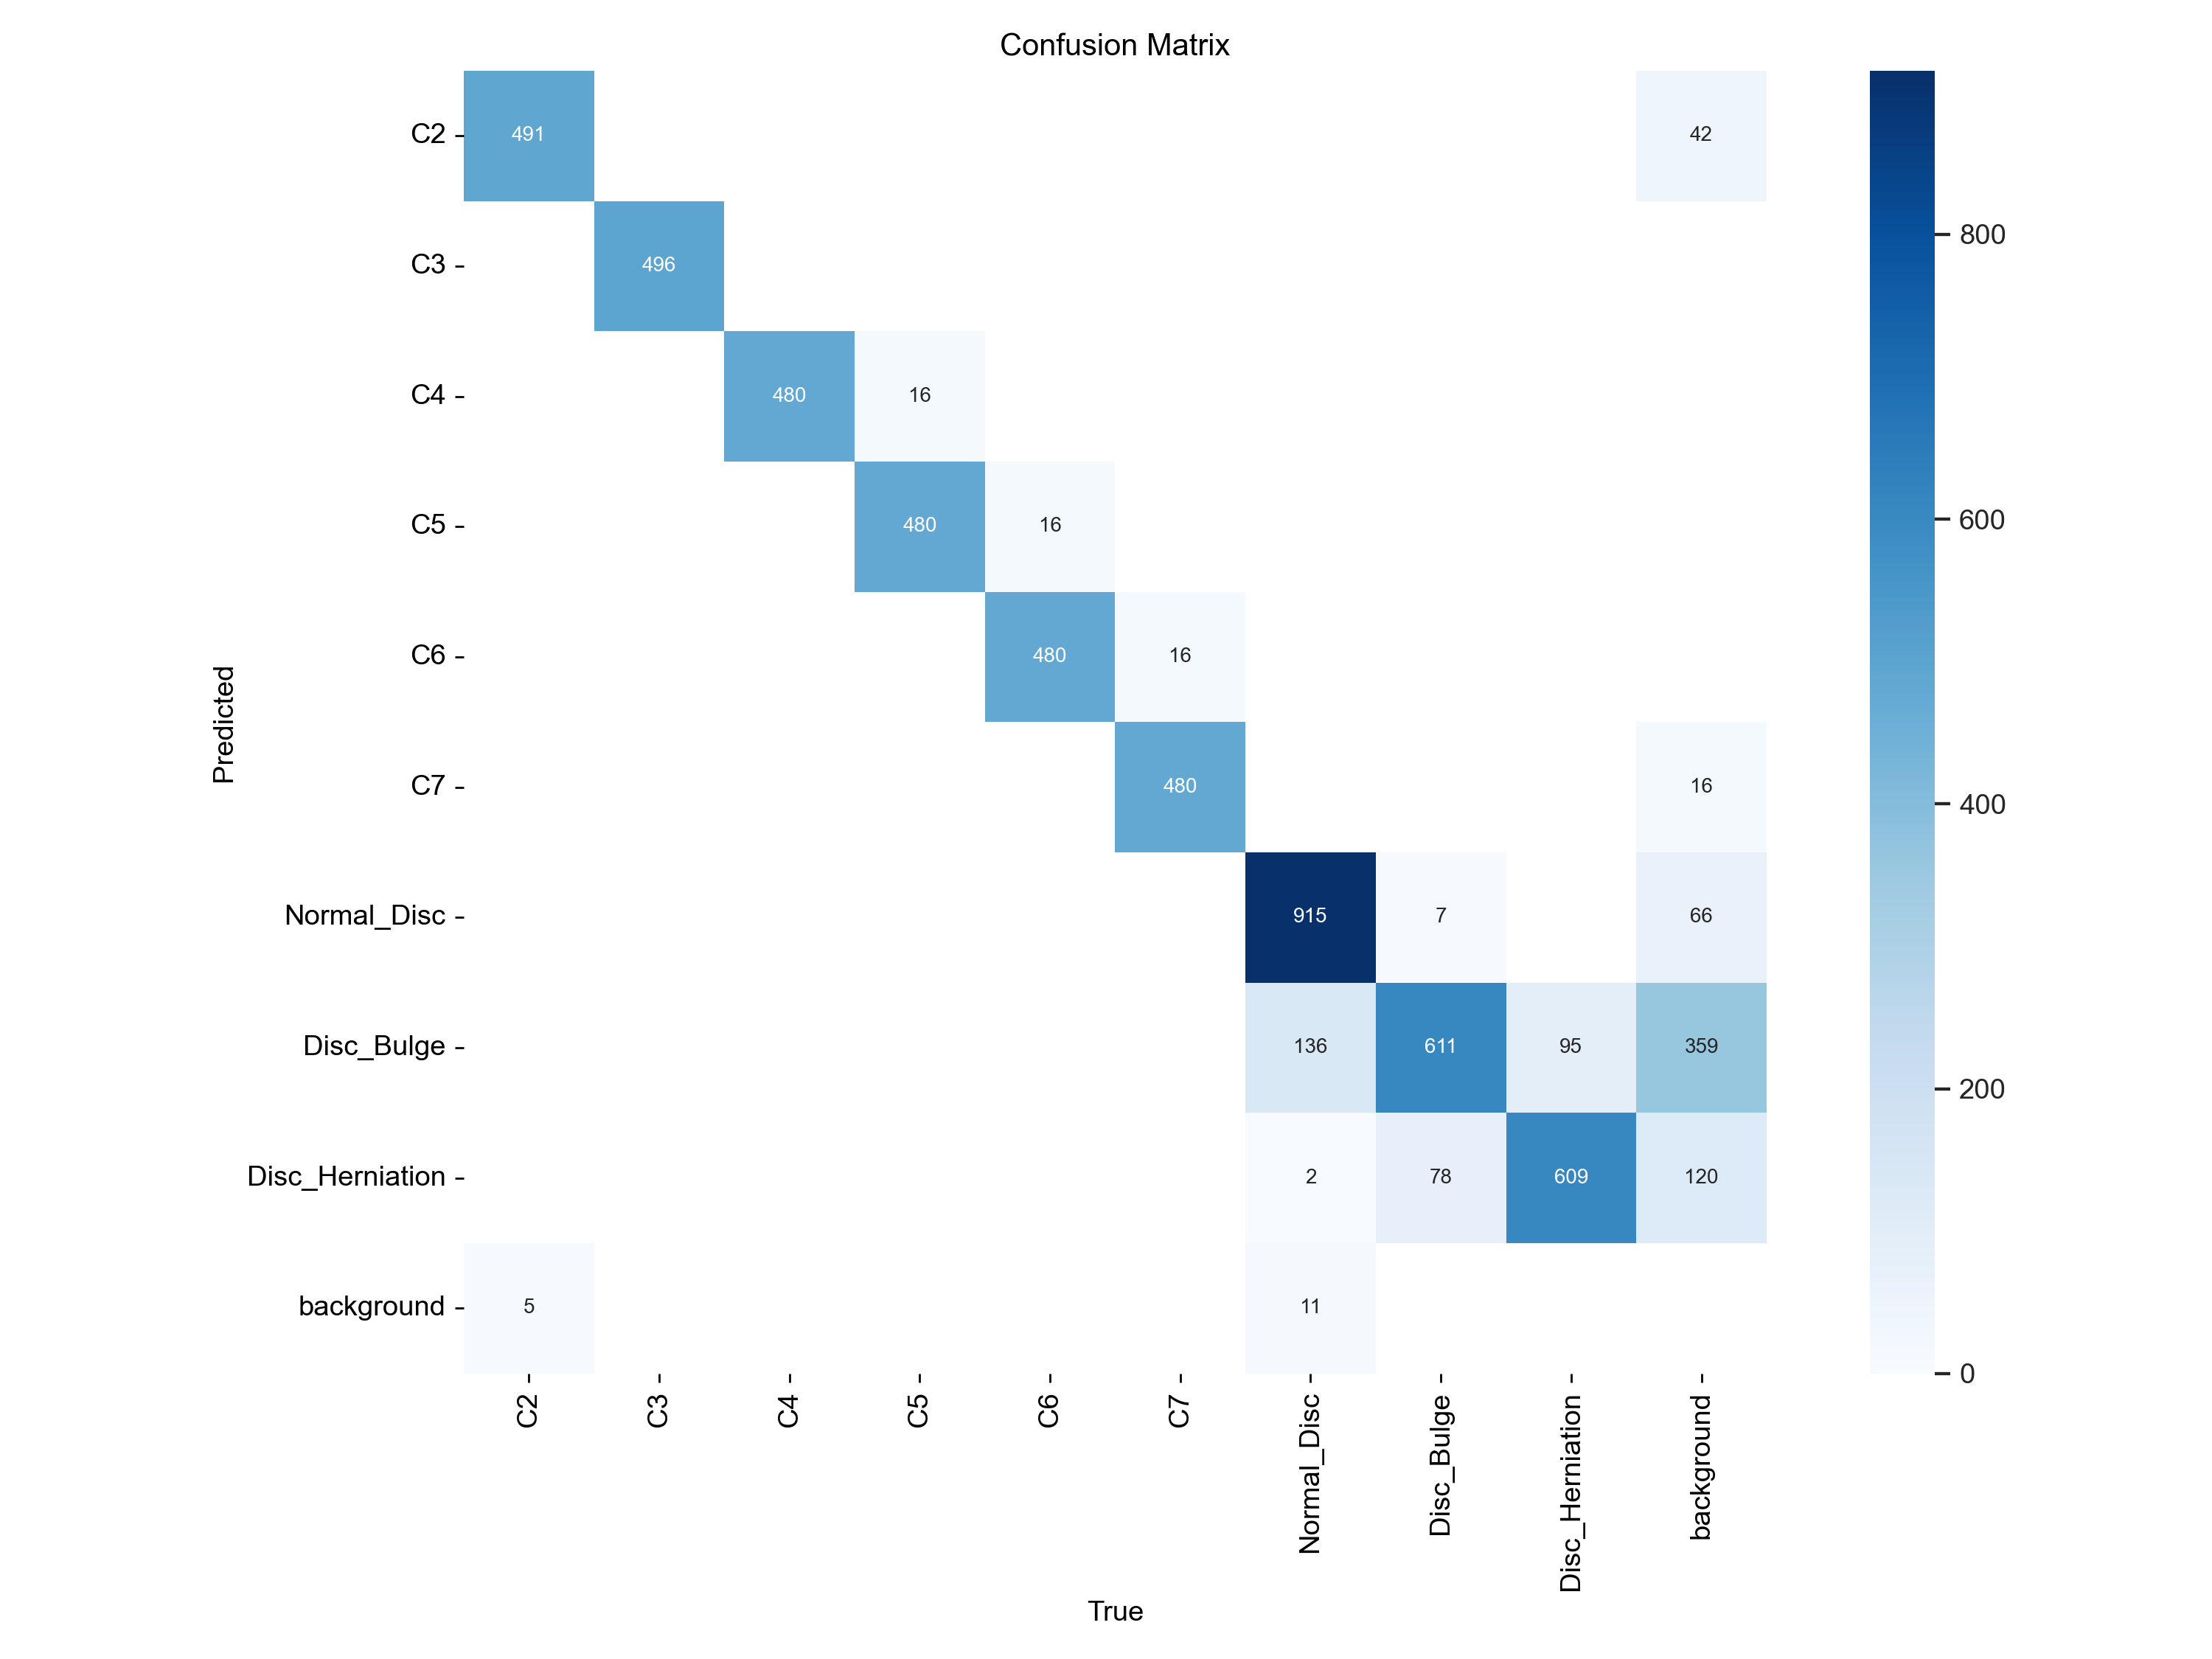 Confusion Matrix
C2 491 42
C3 496
C4 480 16
C5 480 16
C6 480 16
C7 480 16
Normal_Disc 915 7 66
Disc_Bulge 136 611 95 359
Disc_Herniation 2 78 609 120
background 5 11
C2 C3 C4 C5 C6 C7 Normal_Disc Disc_Bulge Disc_Herniation background
True
Predicted
800
600
400
200
0